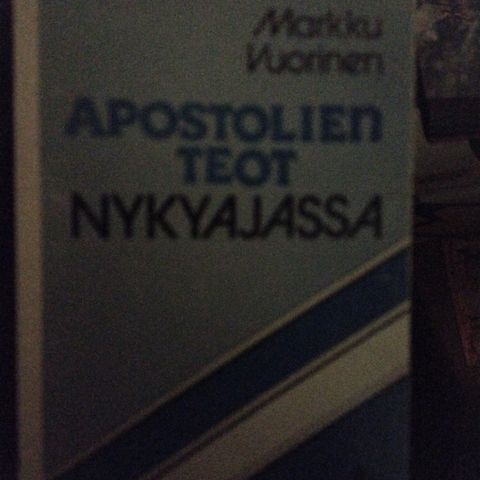 Markku
Vuorinen
APOSTOLIEN
TEOT
NYKYAJASSA